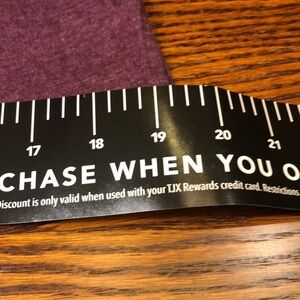 17 18 19 20 21
CHASE WHEN YOU O
Discount is only valid when used with your TJX Rewards credit card. Restrictions